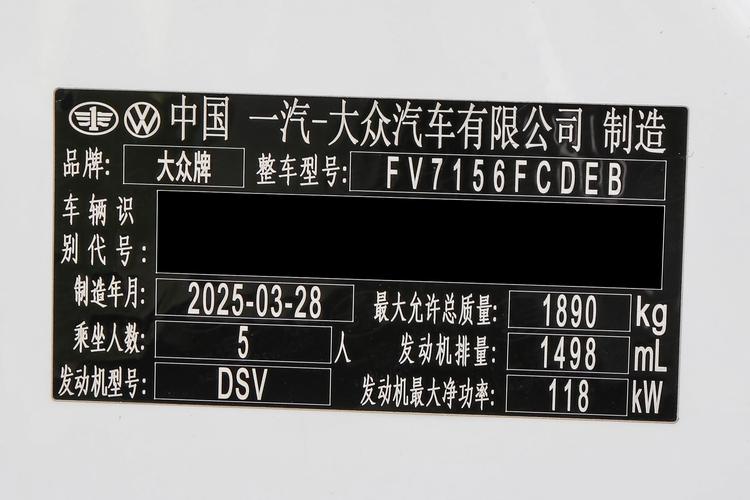 中国 一汽-大众汽车有限公司 制造
品牌: 大众牌 整车型号: FV7156FCDEB
车辆识别代号:
制造年月: 2025-03-28 最大允许总质量: 1890 kg
乘坐人数: 5 人 发动机排量: 1498 mL
发动机型号: DSV 发动机最大净功率: 118 kW